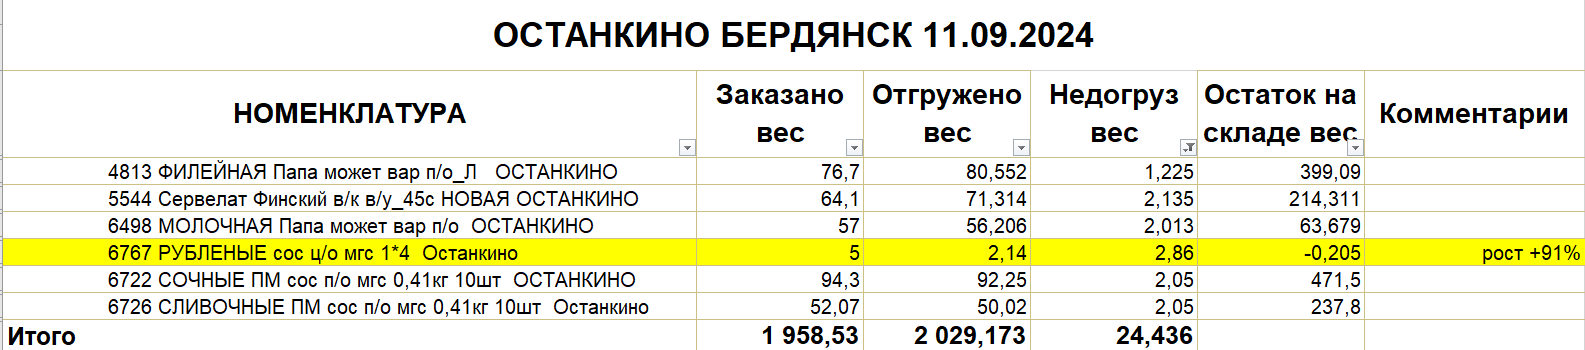 ОСТАНКИНО БЕРДЯНСК 11.09.2024
НОМЕНКЛАТУРА Заказано вес Отгружено вес Недогруз вес Остаток на складе вес Комментарии
4813 ФИЛЕЙНАЯ Папа может вар п/о_Л ОСТАНКИНО 76,7 80,552 1,225 399,09
5544 Сервелат Финский в/к в/у_45с НОВАЯ ОСТАНКИНО 64,1 71,314 2,135 214,311
6498 МОЛОЧНАЯ Папа может вар п/о ОСТАНКИНО 57 56,206 2,013 63,679
6767 РУБЛЕНЫЕ сос ц/о мгс 1*4 Останкино 5 2,14 2,86 -0,205 рост +91%
6722 СОЧНЫЕ ПМ сос п/о мгс 0,41кг 10шт ОСТАНКИНО 94,3 92,25 2,05 471,5
6726 СЛИВОЧНЫЕ ПМ сос п/о мгс 0,41кг 10шт Останкино 52,07 50,02 2,05 237,8
Итого 1 958,53 2 029,173 24,436